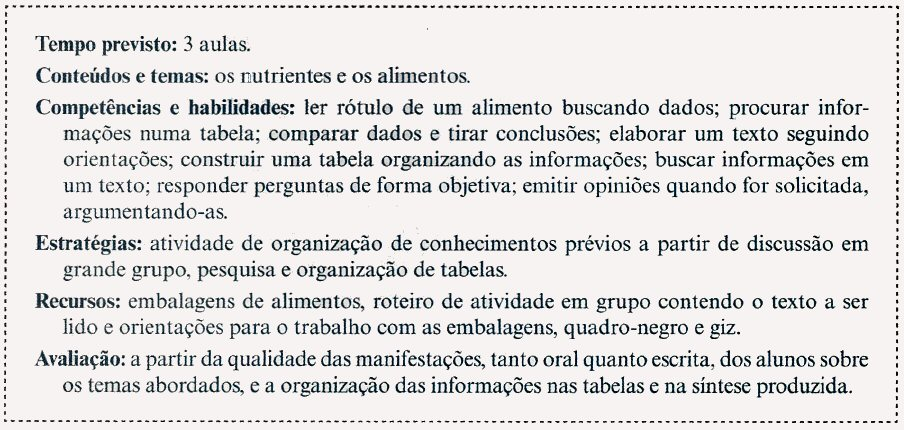 Tempo previsto: 3 aulas.
Conteúdos e temas: os nutrientes e os alimentos.
Competências e habilidades: ler rótulo de um alimento buscando dados; procurar infor-
mações numa tabela; comparar dados e tirar conclusões; elaborar um texto seguindo
orientações; construir uma tabela organizando as informações; buscar informações em
um texto; responder perguntas de forma objetiva; emitir opiniões quando for solicitada,
argumentando-as.
Estratégias: atividade de organização de conhecimentos prévios a partir de discussão em
grande grupo, pesquisa e organização de tabelas.
Recursos: embalagens de alimentos, roteiro de atividade em grupo contendo o texto a ser
lido e orientações para o trabalho com as embalagens, quadro-negro e giz.
Avaliação: a partir da qualidade das manifestações, tanto oral quanto escrita, dos alunos sobre
os temas abordados, e a organização das informações nas tabelas e na síntese produzida.